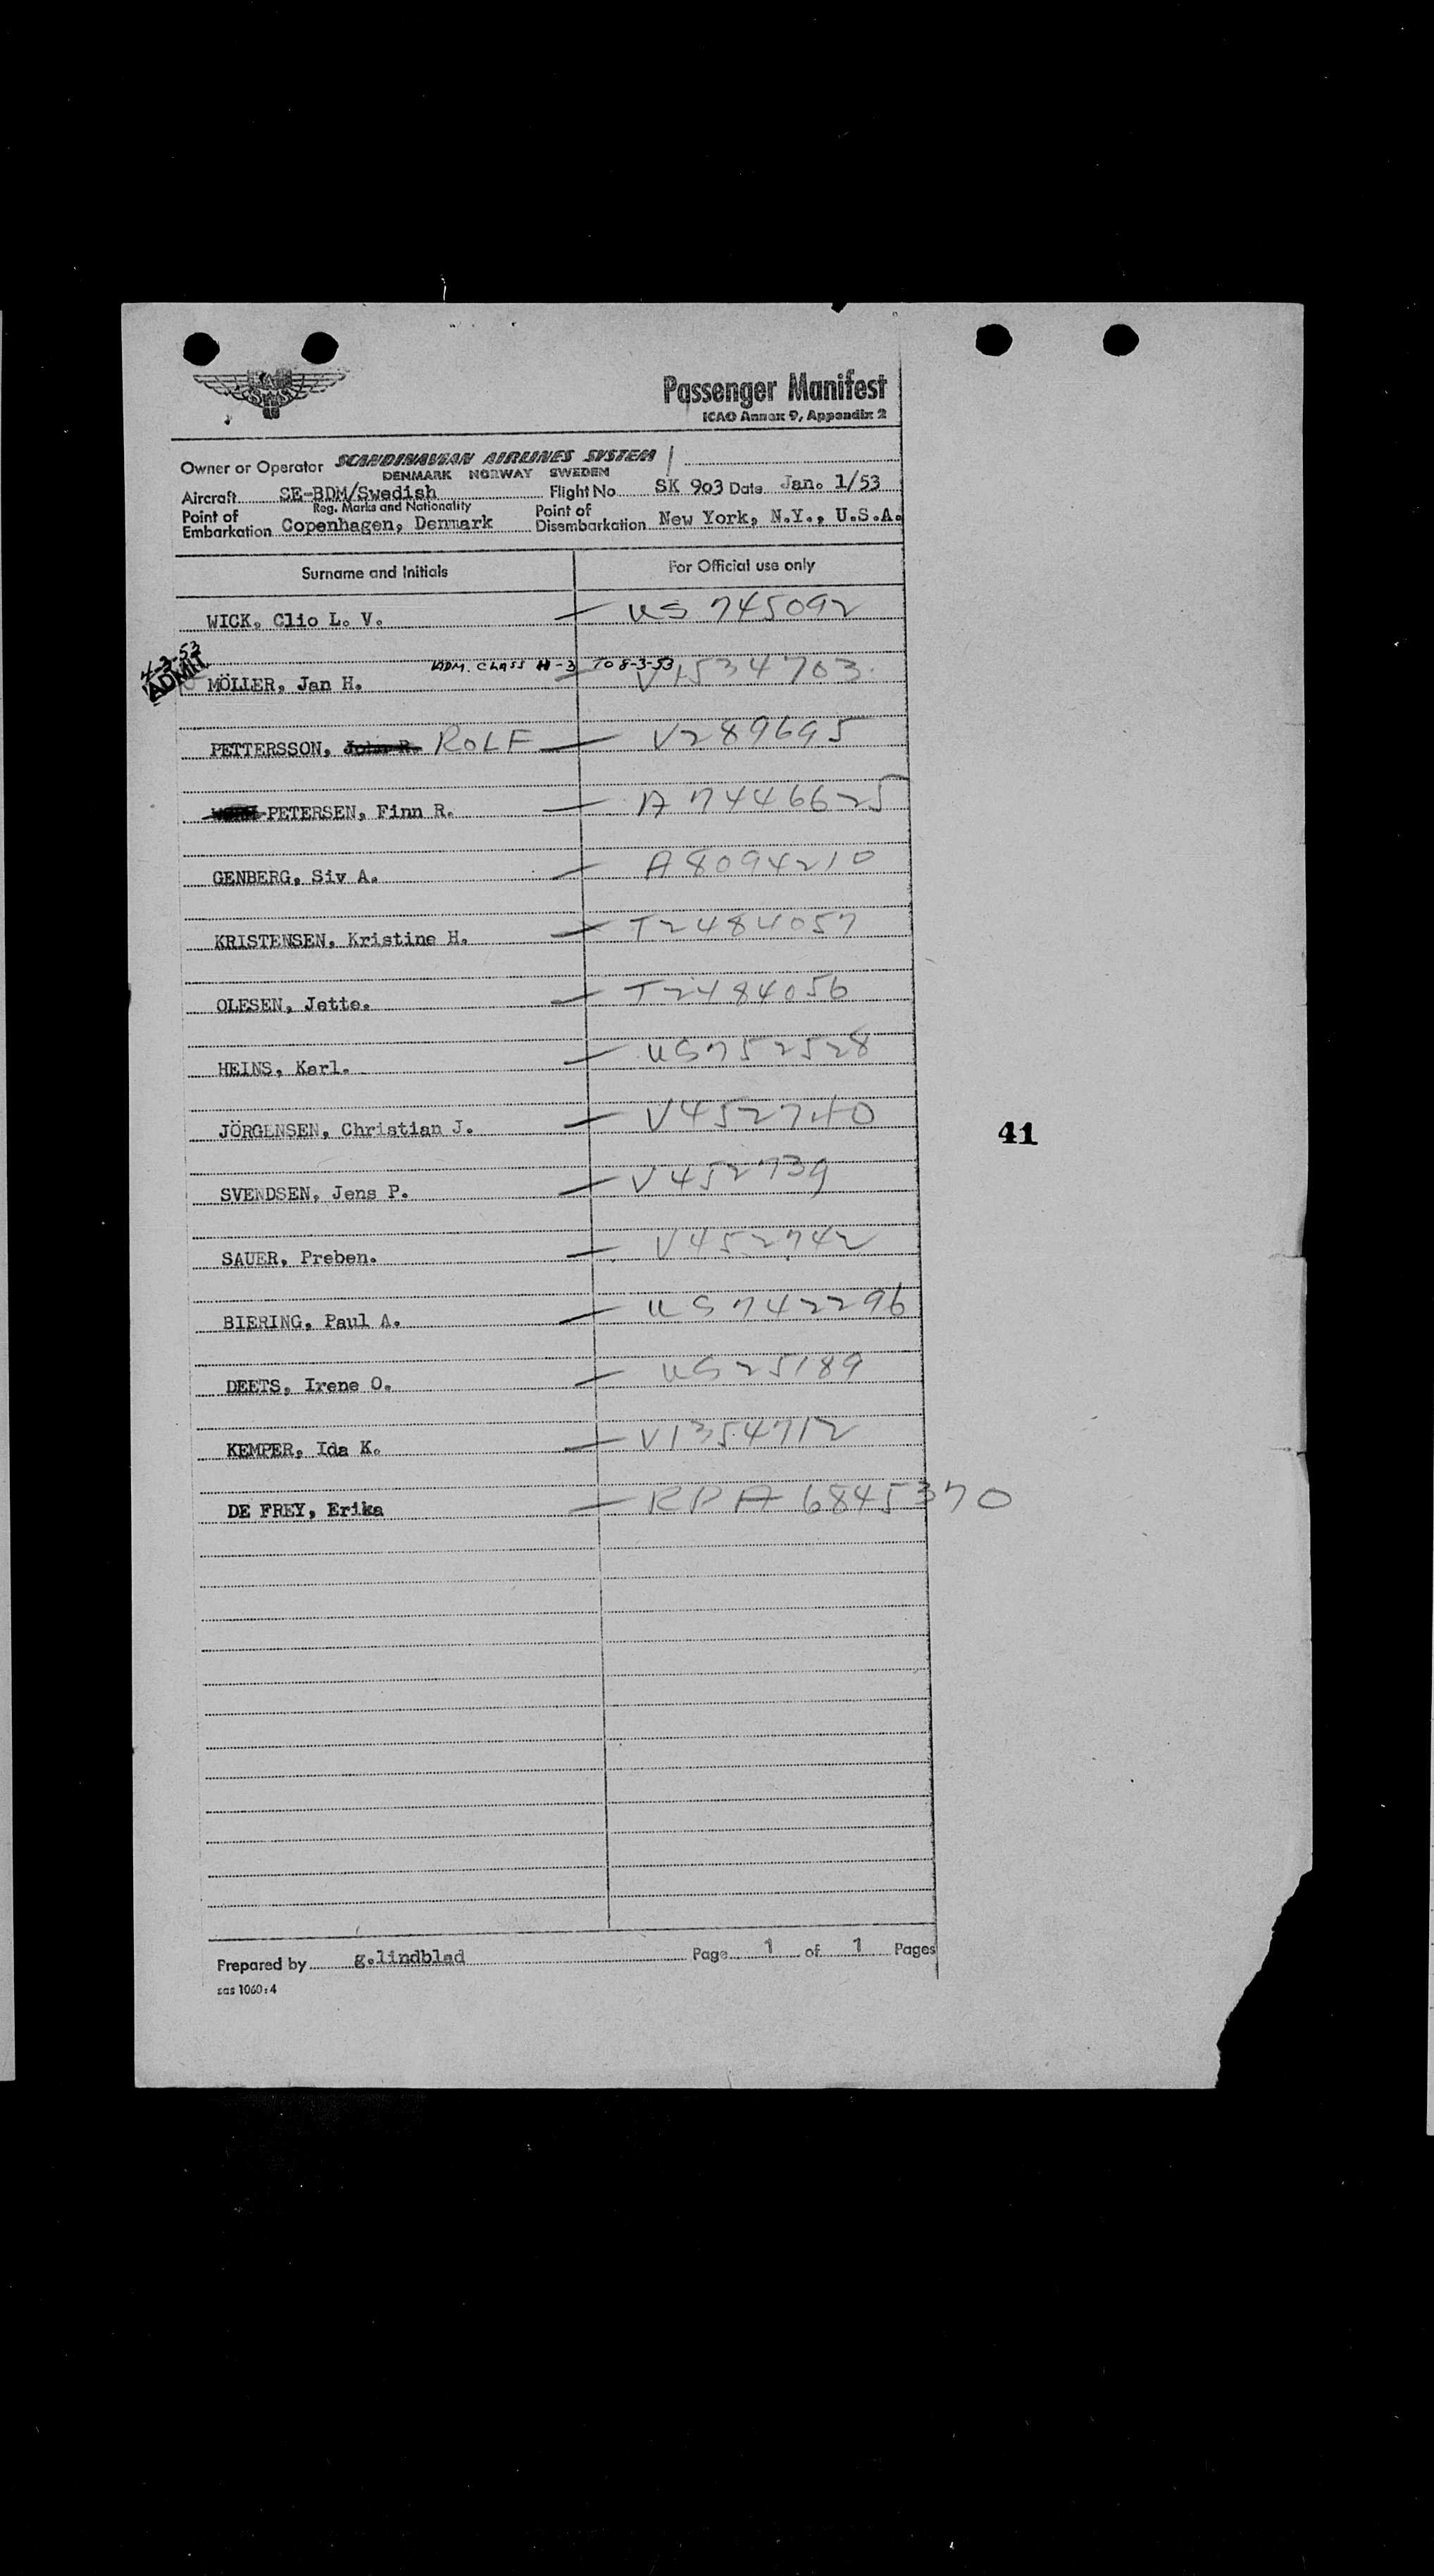 Passenger Manifest
ICAO Annex 9, Appendix 2
Owner or Operator SCANDINAVIAN AIRLINES SYSTEM
DENMARK NORWAY SWEDEN
Aircraft SE-BDM/Swedish Flight No SK 903 Date Jan. 1/53
Reg. Marks and Nationality
Point of Embarkation Copenhagen, Denmark Point of Disembarkation New York, N.Y., U.S.A.
Surname and Initials For Official use only
WICK, Clio L. V. US 745092
ADM. CLASS H-3 TO 8-3-53
ADMIT
MÖLLER, Jan H. V1534703
PETTERSSON, John R. ROLF V289695
PETERSEN, Finn R. A7446625
GENBERG, Siv A. A8094210
KRISTENSEN, Kristine H. T2484057
OLESEN, Jette. T2484056
HEINS, Karl. US752528
JÖRGENSEN, Christian J. V452740
41
SVENDSEN, Jens P. V452739
SAUER, Preben. V452742
BIERING, Paul A. US742296
DEETS, Irene O. US25189
KEMPER, Ida K. V1354712
DE FREY, Erika RPA 6845370
Prepared by g.lindblad Page 1 of 1 Pages
sas 1060:4